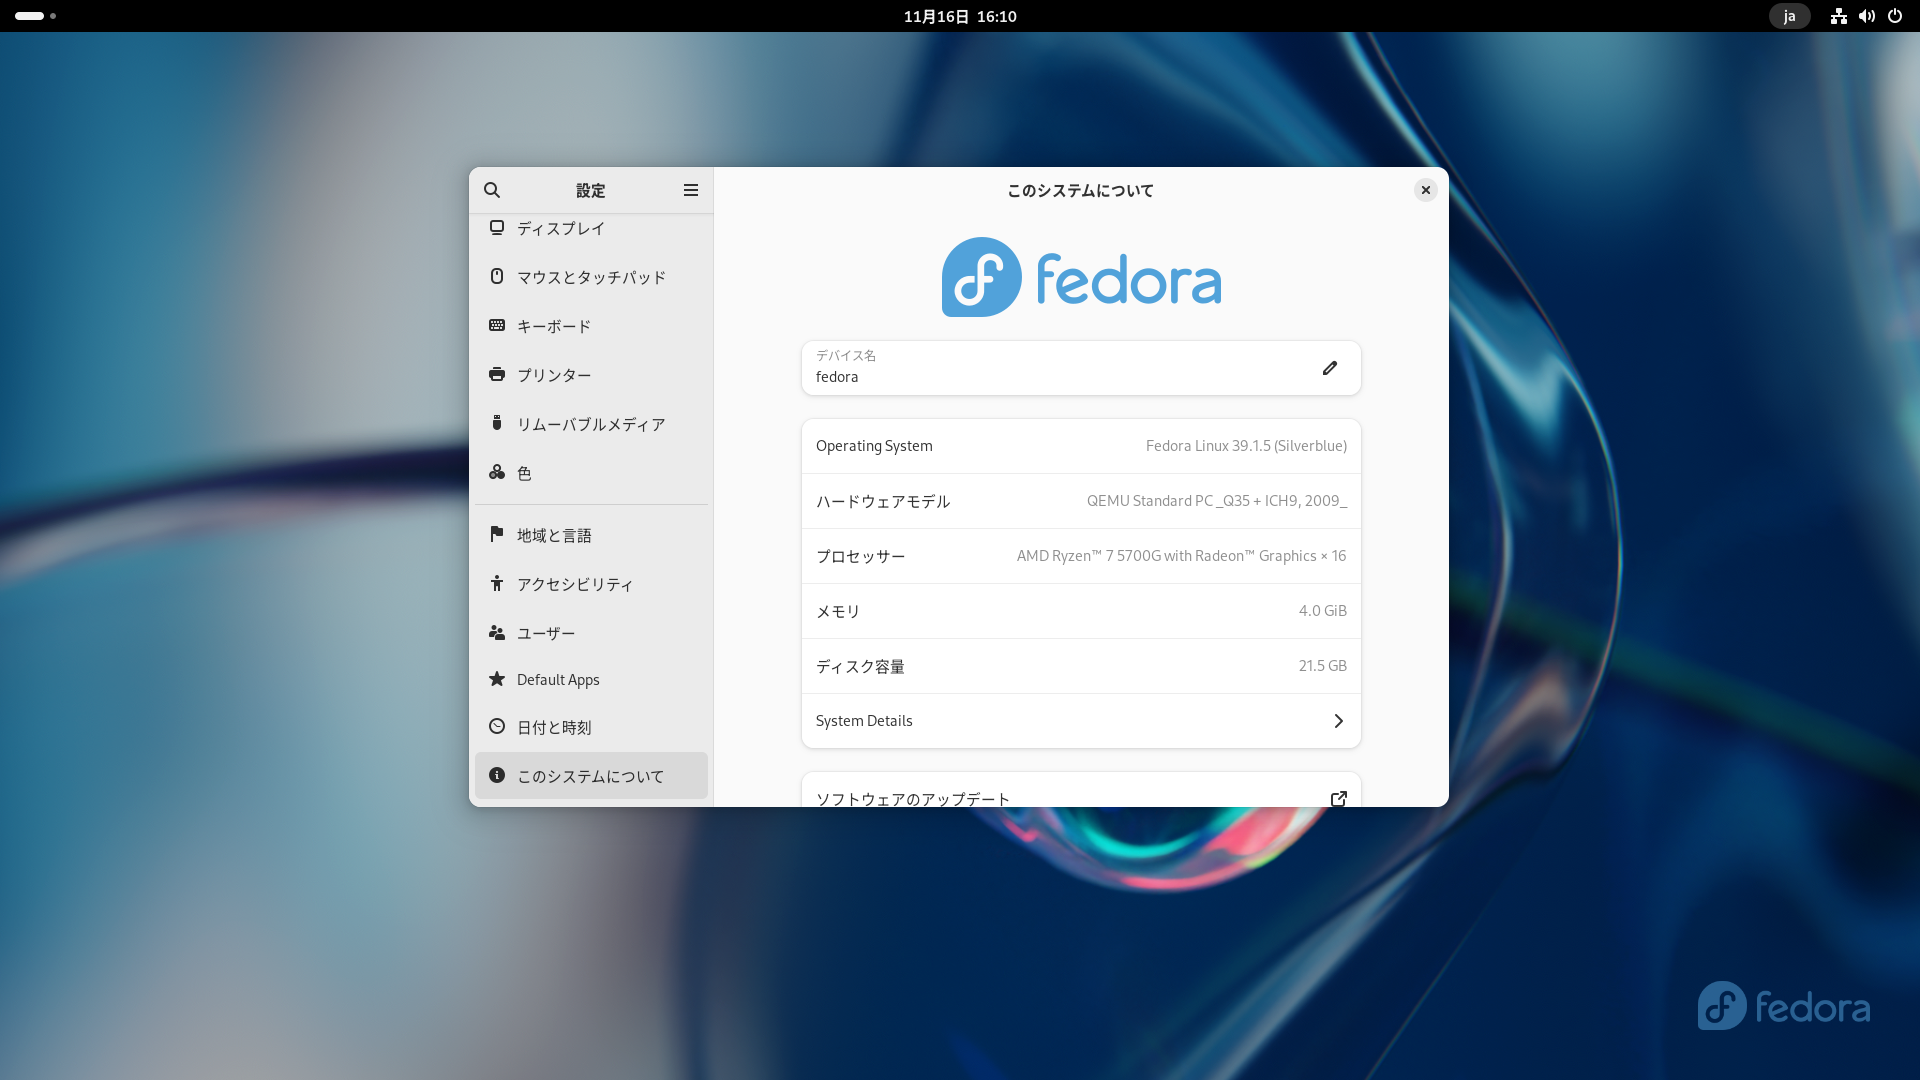 11月16日 16:10
ja
設定
ディスプレイ
マウスとタッチパッド
キーボード
プリンター
リムーバブルメディア
色
地域と言語
アクセシビリティ
ユーザー
Default Apps
日付と時刻
このシステムについて
このシステムについて
fedora
デバイス名
fedora
Operating System Fedora Linux 39.1.5 (Silverblue)
ハードウェアモデル QEMU Standard PC _Q35 + ICH9, 2009_
プロセッサー AMD Ryzen™ 7 5700G with Radeon™ Graphics × 16
メモリ 4.0 GiB
ディスク容量 21.5 GB
System Details
ソフトウェアのアップデート
fedora